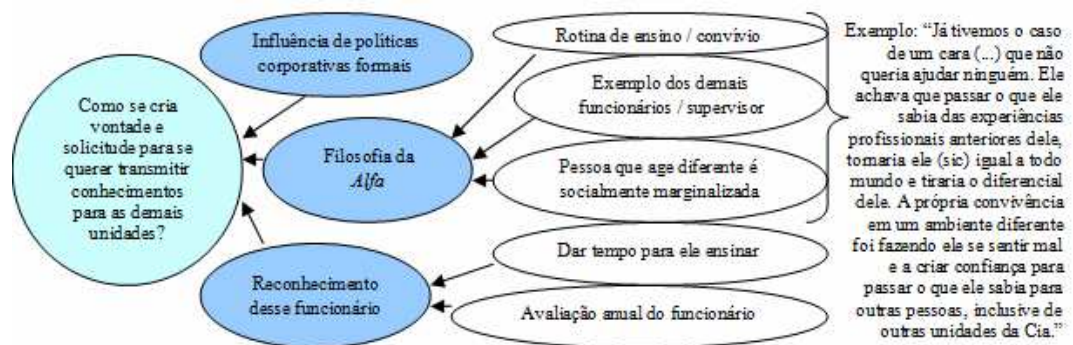 Como se cria
vontade e
solicitude para se
querer transmitir
conhecimentos
para as demais
unidades?
Influência de políticas
corporativas formais
Filosofia da
Alfa
Reconhecimento
desse funcionário
Rotina de ensino / convívio
Exemplo dos demais
funcionários / supervisor
Pessoa que age diferente é
socialmente marginalizada
Dar tempo para ele ensinar
Avaliação anual do funcionário
Exemplo: “Já tivemos o caso
de um cara (...) que não
queria ajudar ninguém. Ele
achava que passar o que ele
sabia das experiências
profissionais anteriores dele,
tornaria ele (sic) igual a todo
mundo e tiraria o diferencial
dele. A própria convivência
em um ambiente diferente
foi fazendo ele se sentir mal
e a criar confiança para
passar o que ele sabia para
outras pessoas, inclusive de
outras unidades da Cia.”